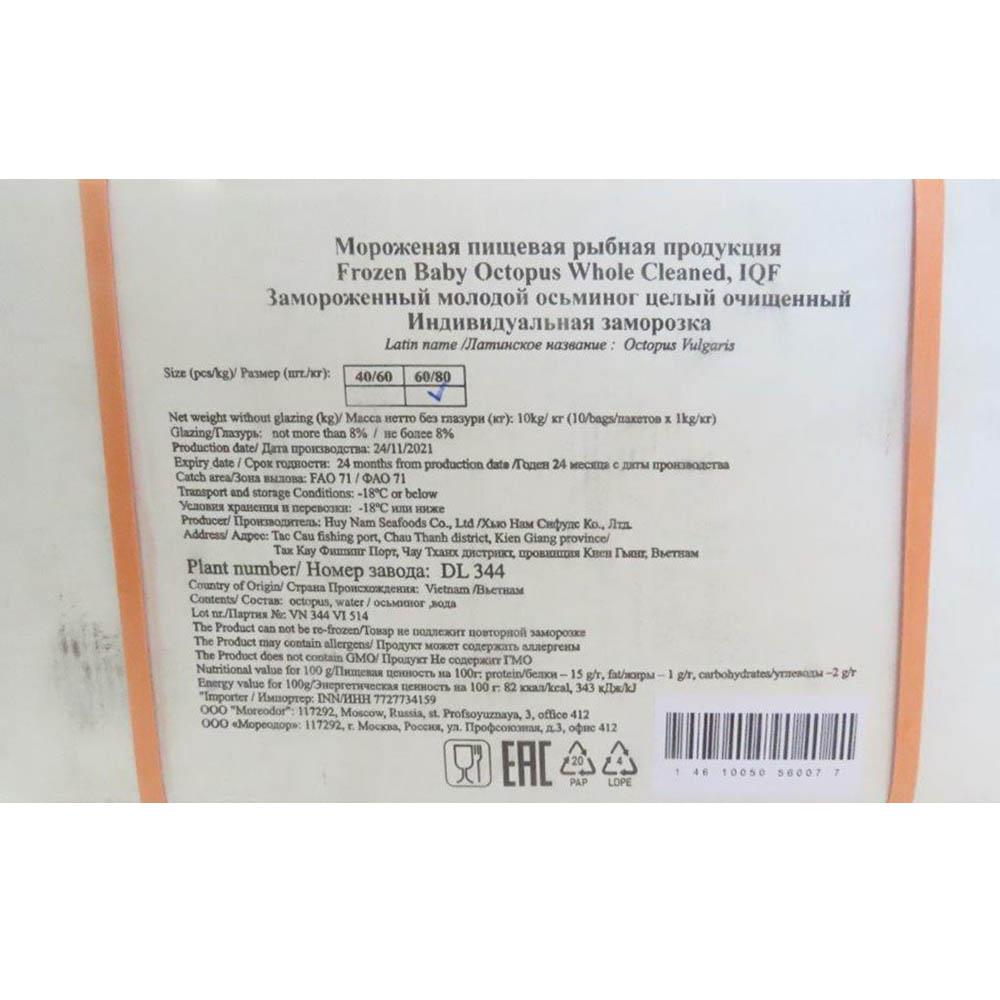 Мороженая пищевая рыбная продукция
Frozen Baby Octopus Whole Cleaned, IQF
Замороженный молодой осьминог целый очищенный
Индивидуальная заморозка
Latin name /Латинское название : Octopus Vulgaris
Size (pcs/kg)/ Размер (шт./кг): 40/60 60/80
Net weight without glazing (kg)/ Масса нетто без глазури (кг): 10kg/ кг (10/bags/пакетов x 1kg/кг)
Glazing/Глазурь: not more than 8% / не более 8%
Production date/ Дата производства: 24/11/2021
Expiry date / Срок годности: 24 months from production date /Годен 24 месяца с даты производства
Catch area/Зона вылова: FAO 71 / ФАО 71
Transport and storage Conditions: -18ºC or below
Условия хранения и перевозки: -18ºC или ниже
Producer/ Производитель: Huy Nam Seafoods Co., Ltd /Хью Нам Сифудс Ко., Лтд.
Address/ Адрес: Tac Cau fishing port, Chau Thanh district, Kien Giang province/
Так Кау Фишинг Порт, Чау Тханх дистрикт, провинция Киен Гьянг, Вьетнам
Plant number/ Номер завода: DL 344
Country of Origin/ Страна Происхождения: Vietnam /Вьетнам
Contents/ Состав: octopus, water / осьминог ,вода
Lot nr./Партия №: VN 344 VI 514
The Product can not be re-frozen/Товар не подлежит повторной заморозке
The Product may contain allergens/ Продукт может содержать аллергены
The Product does not contain GMO/ Продукт Не содержит ГМО
Nutritional value for 100 g/Пищевая ценность на 100г: protein/белки – 15 g/г, fat/жиры – 1 g/г, carbohydrates/углеводы –2 g/г
Energy value for 100g/Энергетическая ценность на 100 г: 82 ккал/kcal, 343 кДж/kJ
"Importer / Импортер: INN/ИНН 7727734159
ООО "Moreodor": 117292, Moscow, Russia, st. Profsoyuznaya, 3, office 412
ООО «Мореодор»: 117292, г. Москва, Россия, ул. Профсоюзная, д.3, офис 412
EAC 20 PAP 4 LDPE
1 46 10050 56007 7